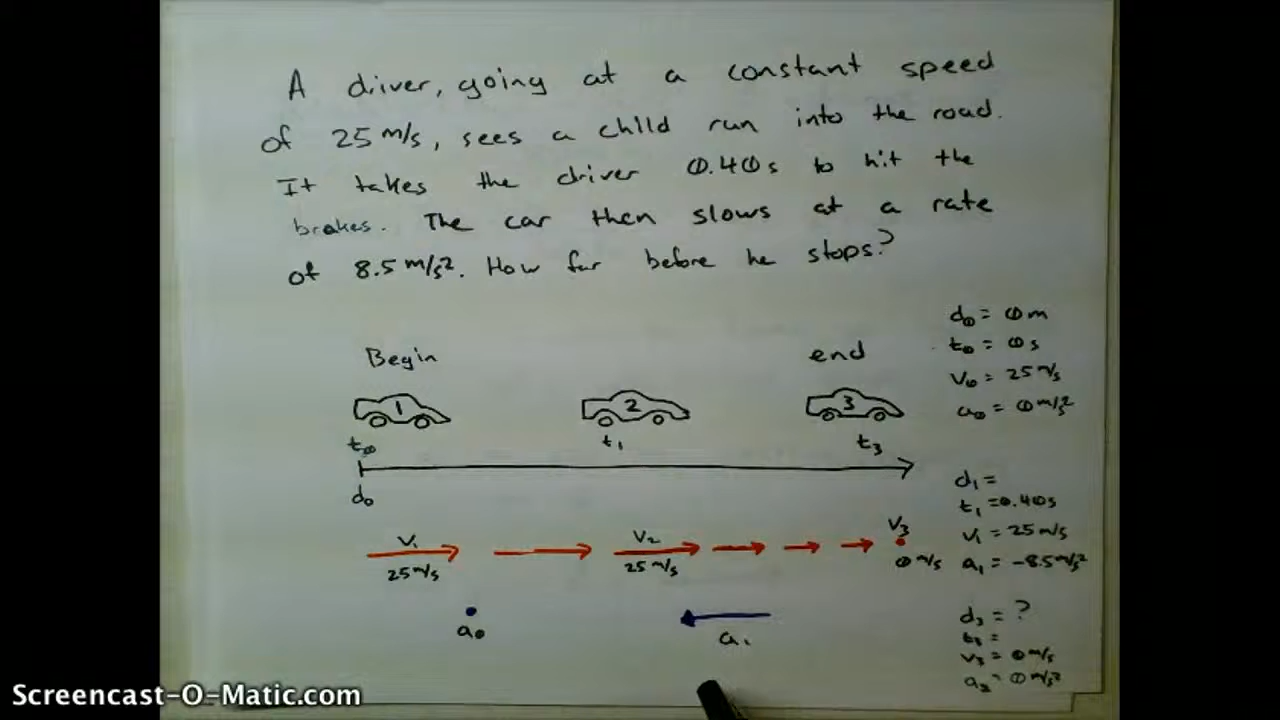 A driver, going at a constant speed
of 25 m/s, sees a child run into the road.
It takes the driver 0.40s to hit the
brakes. The car then slows at a rate
of 8.5 m/s². How far before he stops?
Begin
end
1
2
3
t₀
t₁
t₃
d₀
V₁
25 m/s
V₂
25 m/s
V₃
0 m/s
a₀
a₁
d₀ = 0m
t₀ = 0s
V₀ = 25 m/s
a₀ = 0 m/s²
d₁ =
t₁ = 0.40s
V₁ = 25 m/s
a₁ = -8.5 m/s²
d₃ = ?
V₃ = 0 m/s
= 0 m/s²
Screencast-O-Matic.com